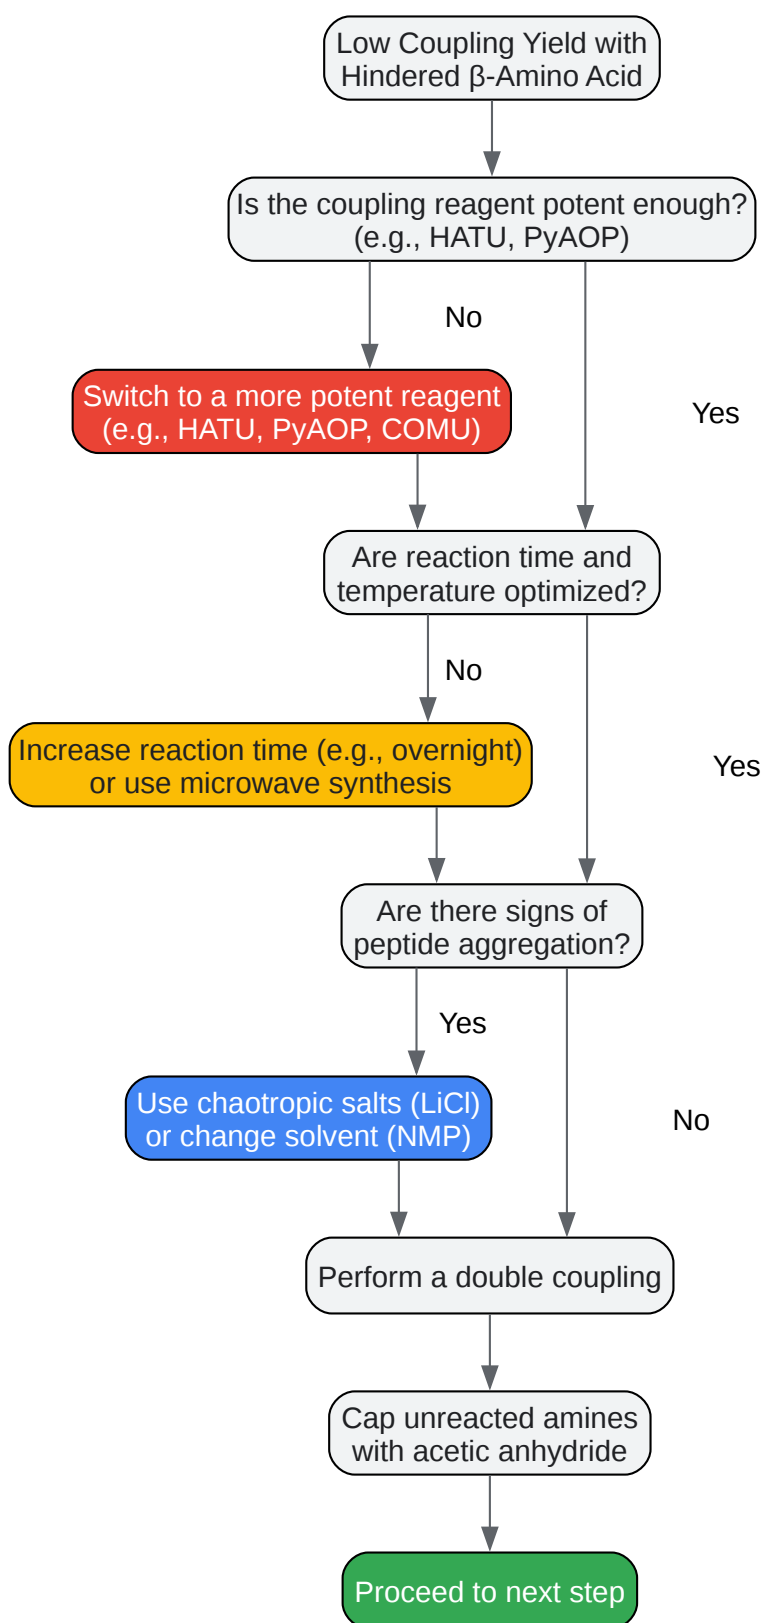 Low Coupling Yield with
Hindered β-Amino Acid
Is the coupling reagent potent enough?
(e.g., HATU, PyAOP)
No
Switch to a more potent reagent
(e.g., HATU, PyAOP, COMU)
Yes
Are reaction time and
temperature optimized?
No
Increase reaction time (e.g., overnight)
or use microwave synthesis
Yes
Are there signs of
peptide aggregation?
Yes
Use chaotropic salts (LiCl)
or change solvent (NMP)
No
Perform a double coupling
Cap unreacted amines
with acetic anhydride
Proceed to next step